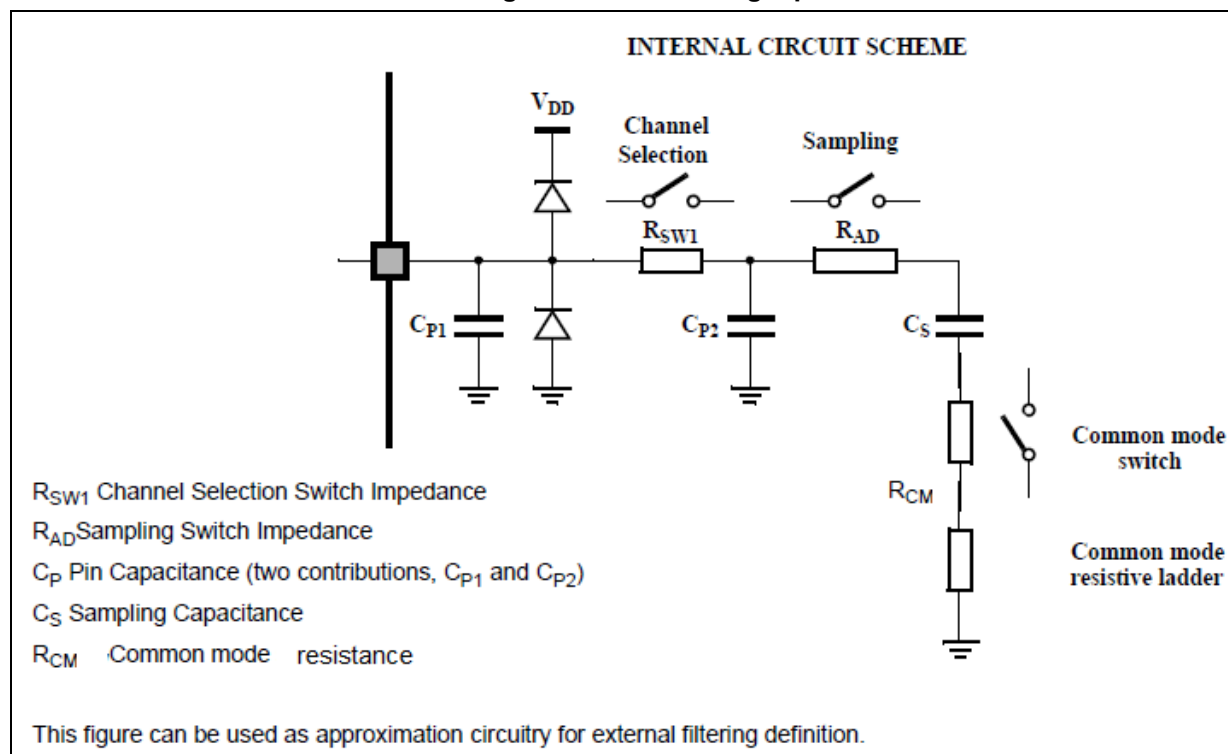 INTERNAL CIRCUIT SCHEME
VDD
Channel
Selection
Sampling
RSW1
RAD
CP1
CP2
CS
Common mode
switch
RCM
Common mode
resistive ladder
RSW1 Channel Selection Switch Impedance
RADSampling Switch Impedance
CP Pin Capacitance (two contributions, CP1 and CP2)
CS Sampling Capacitance
RCM Common mode resistance
This figure can be used as approximation circuitry for external filtering definition.